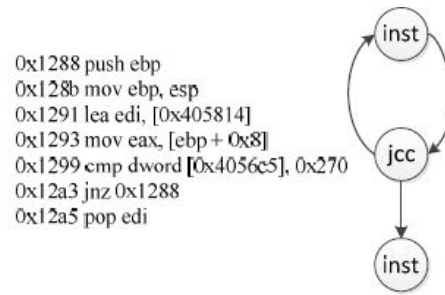 inst
0x1288 push ebp
0x128b mov ebp, esp
0x1291 lea edi, [0x405814]
0x1293 mov eax, [ebp + 0x8]
0x1299 cmp dword [0x4056c5], 0x270
0x12a3 jnz 0x1288
0x12a5 pop edi
jcc
inst